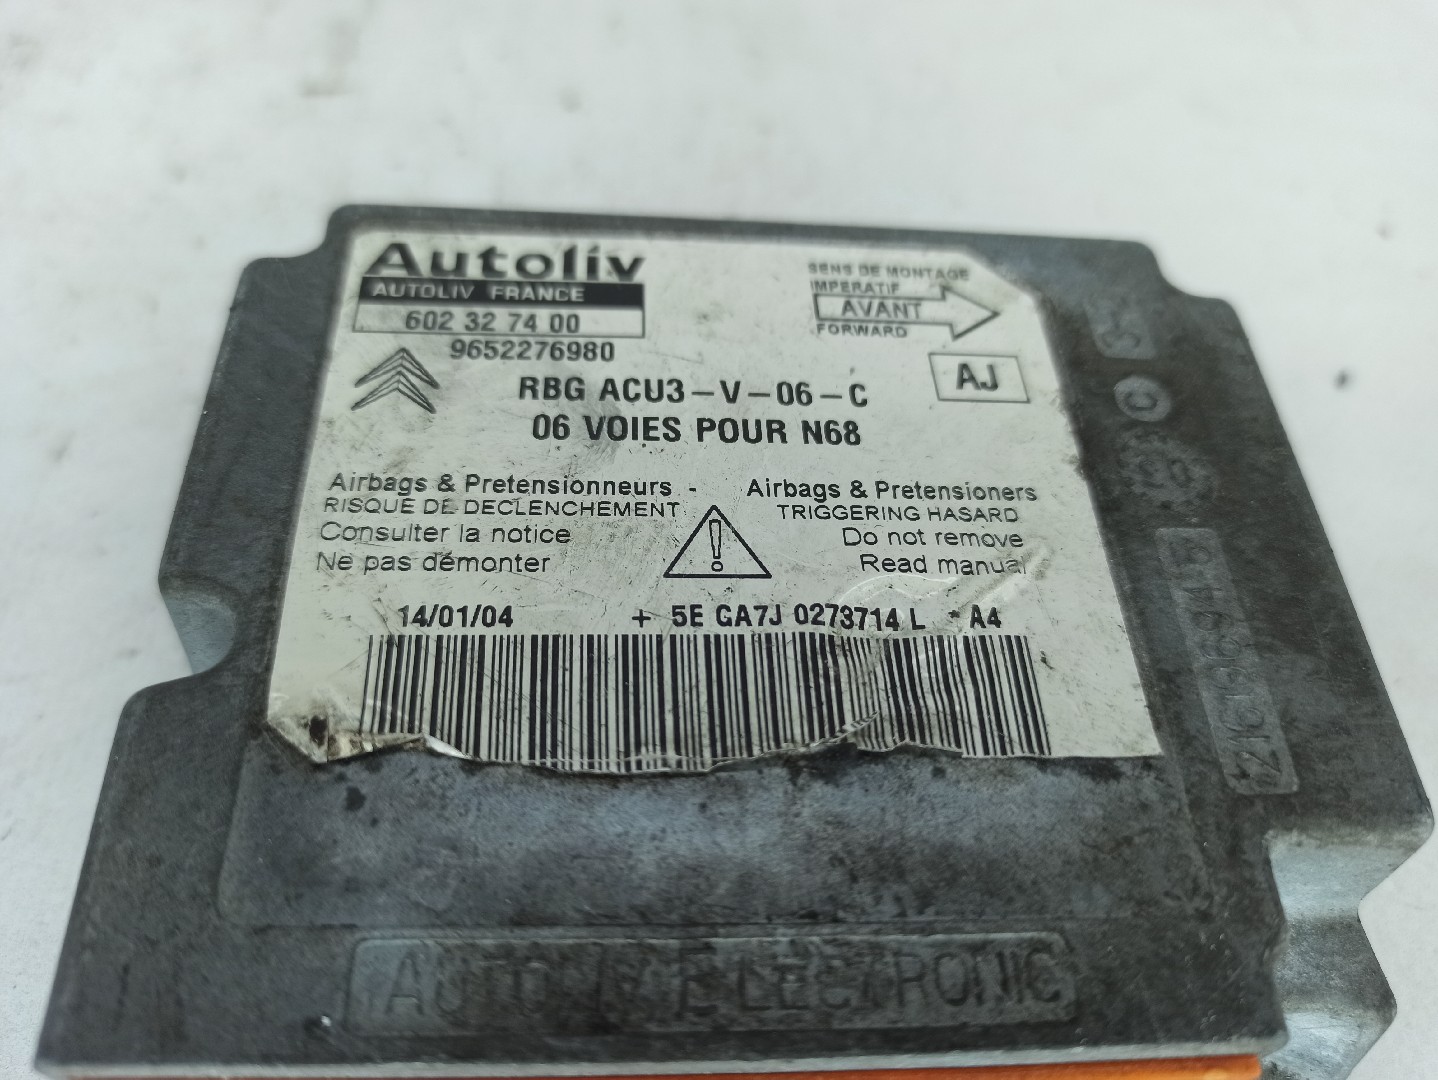 Autoliv
AUTOLIV FRANCE
602 32 74 00
9652276980
SENS DE MONTAGE
IMPERATIF
AVANT
FORWARD
AJ
RBG ACU3-V-06-C
06 VOIES POUR N68
Airbags & Pretensionneurs -
RISQUE DE DECLENCHEMENT
Consulter la notice
Ne pas démonter
Airbags & Pretensioners
TRIGGERING HASARD
Do not remove
Read manual
14/01/04 + 5E GA7J 0273714 L * A4
C
AUTOLIV ELECTRONIC